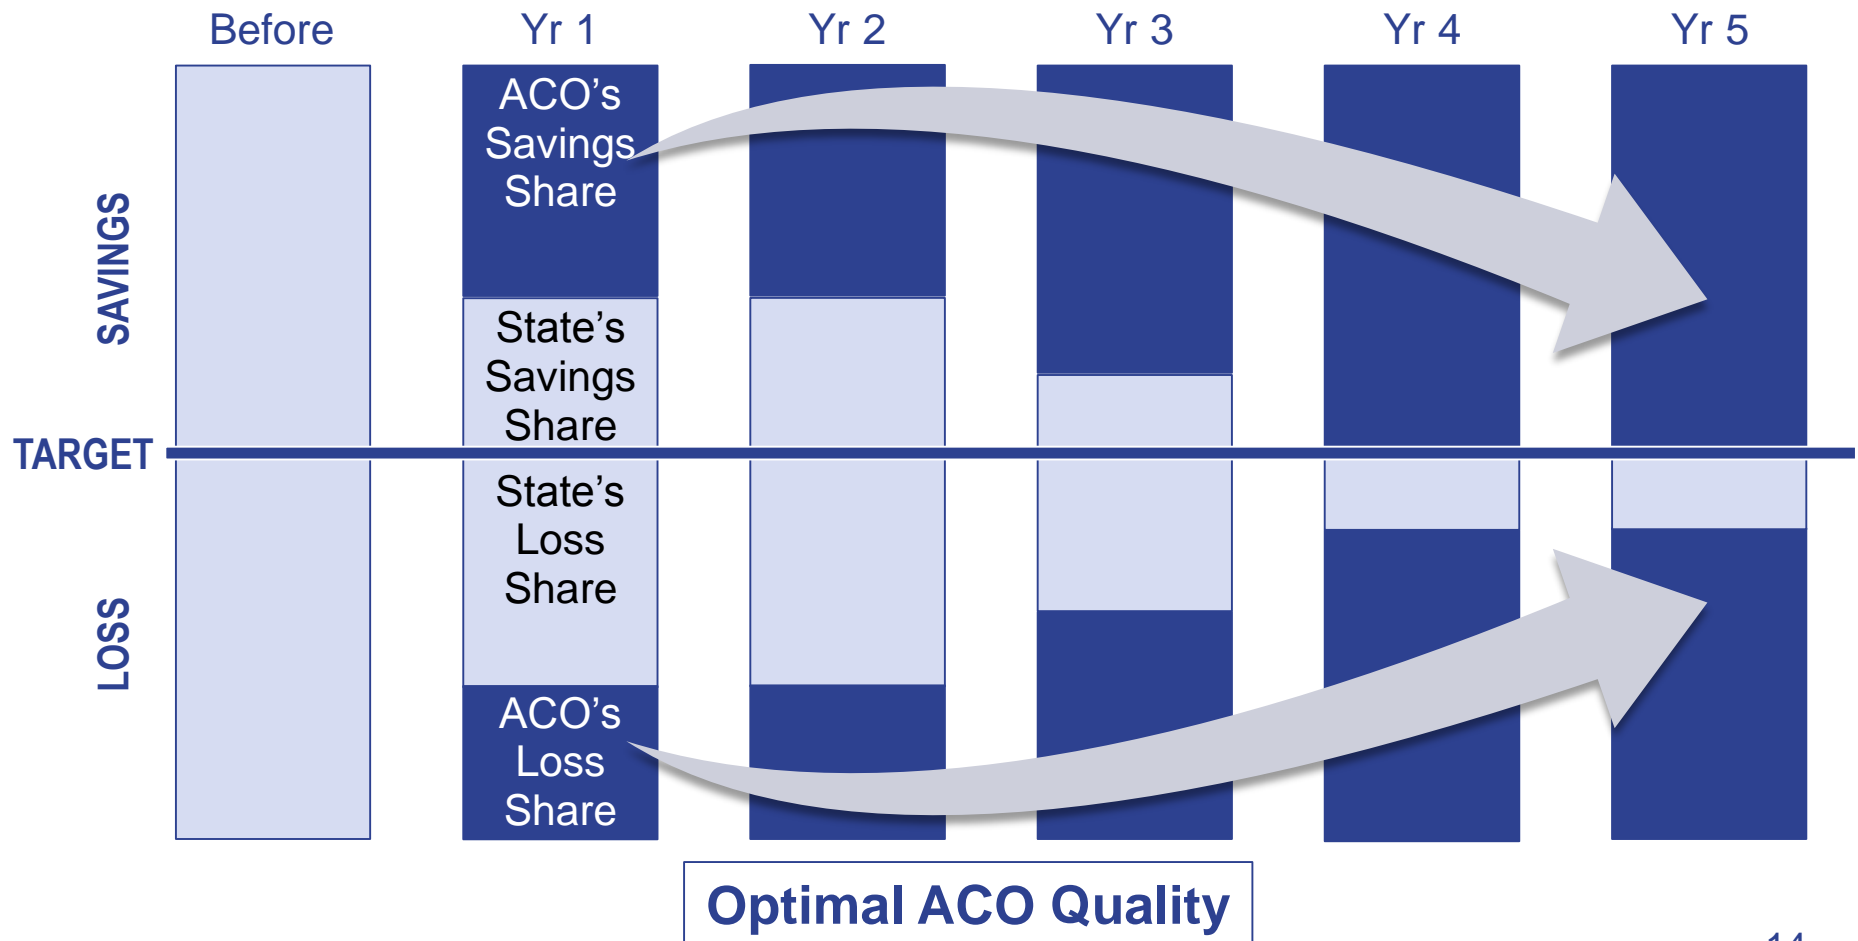 Before
Yr 1
Yr 2
Yr 3
Yr 4
Yr 5
SAVINGS
ACO’s
Savings
Share
State’s
Savings
Share
TARGET
LOSS
State’s
Loss
Share
ACO’s
Loss
Share
Optimal ACO Quality
14